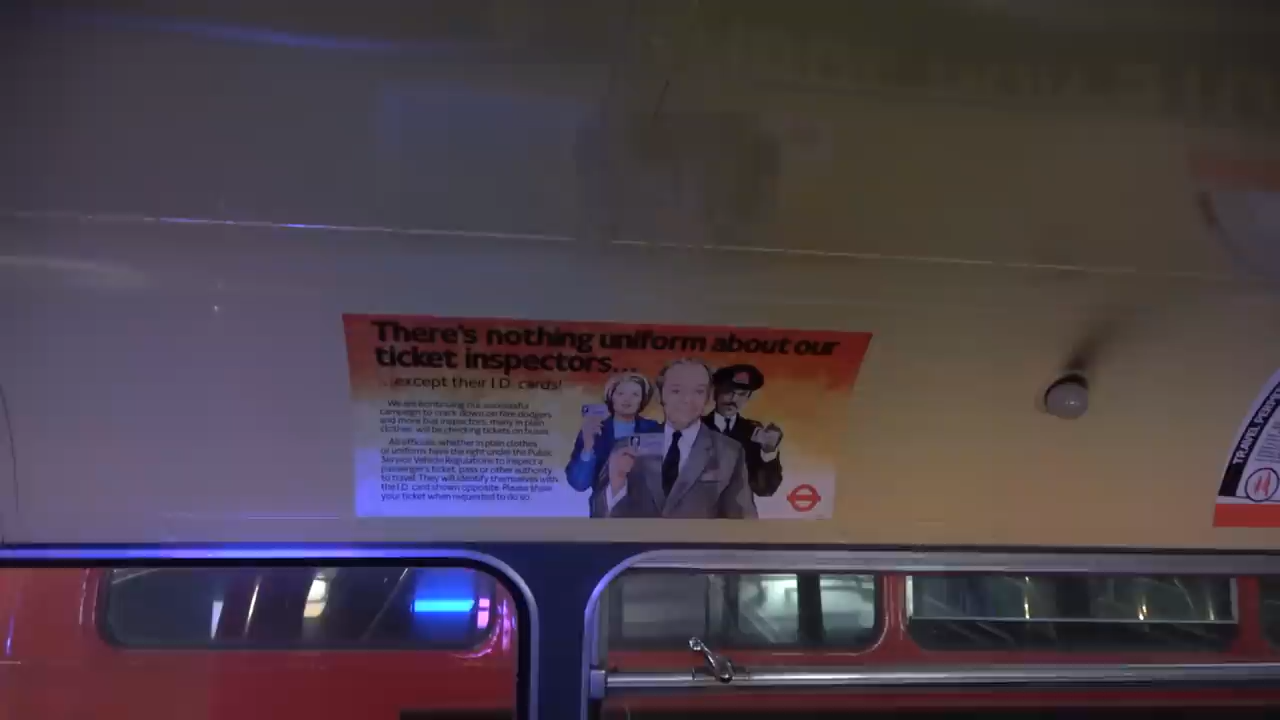 There's nothing uniform about our
ticket inspectors...
...except their I.D. cards!
We are continuing our successful
campaign to crack down on fare dodgers
and more bus inspectors, many in plain
clothes, will be checking tickets on buses.
All officials, whether in plain clothes
or uniform have the right under the Public
Service Vehicle Regulations to inspect a
passenger's ticket, pass or other authority
to travel. They will identify themselves with
the I.D. card shown opposite. Please show
your ticket when requested to do so.
TRAVEL